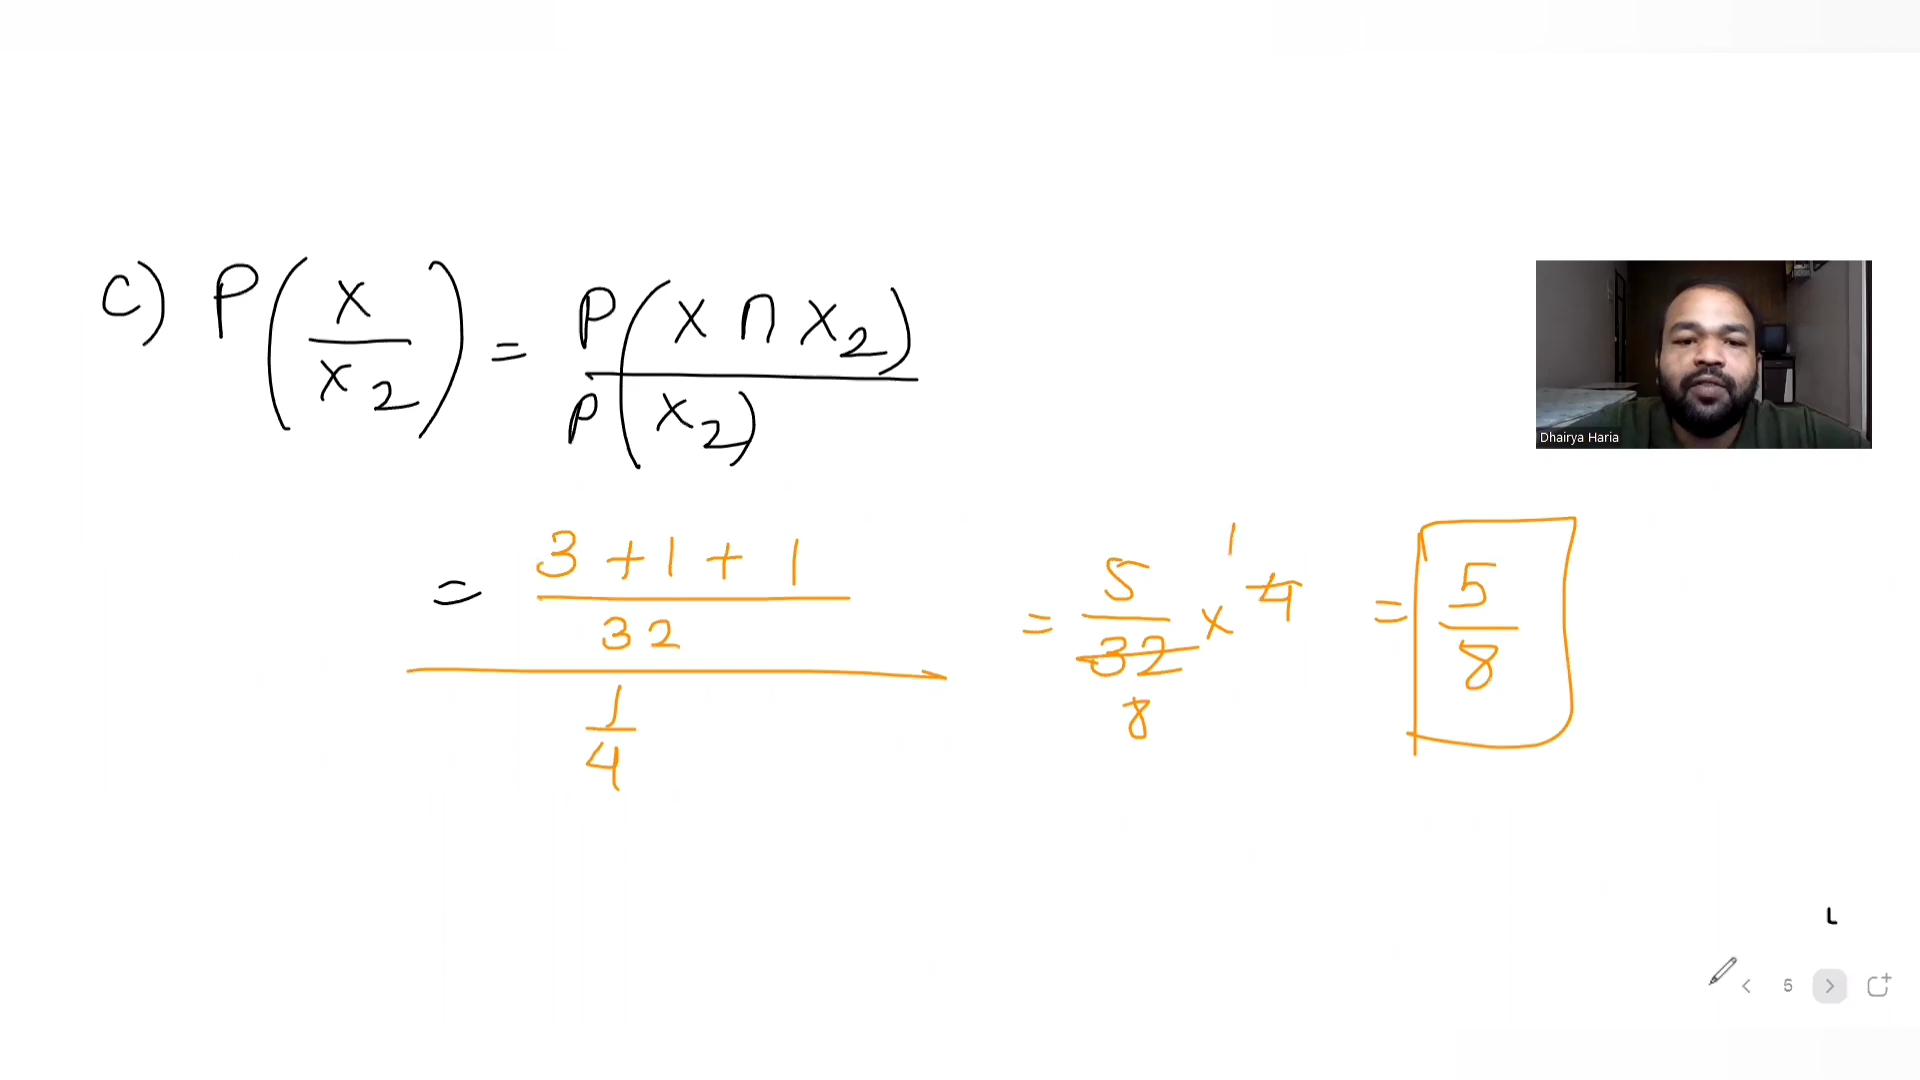 c) P(x/x₂) = P(x ∩ x₂)/P(x₂)
= (3+1+1)/32 / 1/4 = 5/32 8 × 4 1 = 5/8
Dhairya Haria
L
5